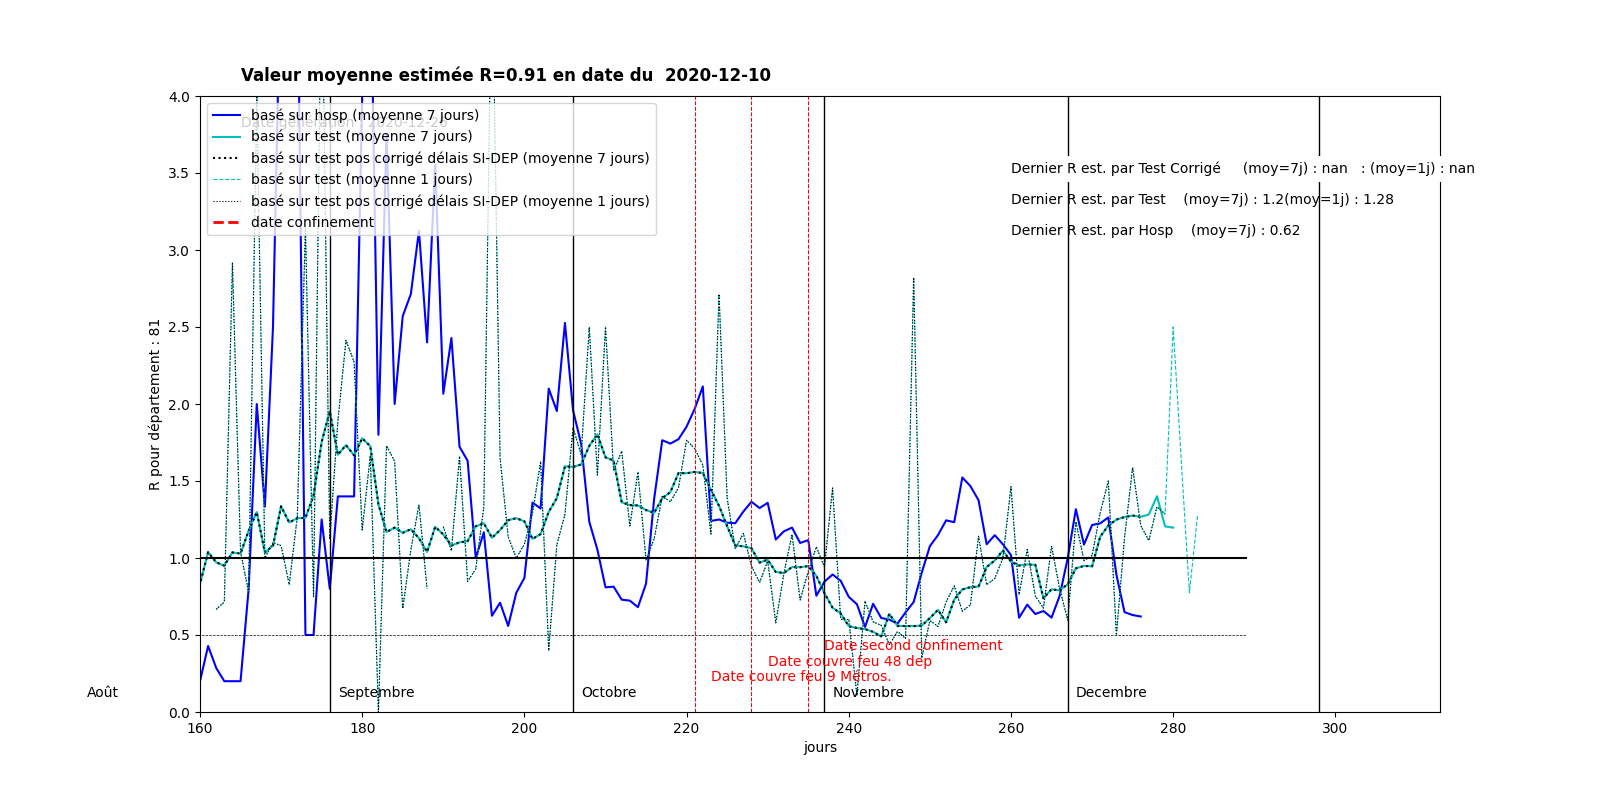 Valeur moyenne estimée R=0.91 en date du  2020-12-10
4.0
3.5
3.0
2.5
2.0
1.5
1.0
0.5
0.0
R pour département : 81
basé sur hosp (moyenne 7 jours)
basé sur test (moyenne 7 jours)
basé sur test pos corrigé délais SI-DEP (moyenne 7 jours)
basé sur test (moyenne 1 jours)
basé sur test pos corrigé délais SI-DEP (moyenne 1 jours)
date confinement
Dernier R est. par Test Corrigé     (moy=7j) : nan   : (moy=1j) : nan
Dernier R est. par Test    (moy=7j) : 1.2(moy=1j) : 1.28
Dernier R est. par Hosp    (moy=7j) : 0.62
Date second confinement
Date couvre feu 48 dep
Date couvre feu 9 Métros.
Août
Septembre
Octobre
Novembre
Decembre
160
180
200
220
240
260
280
300
jours